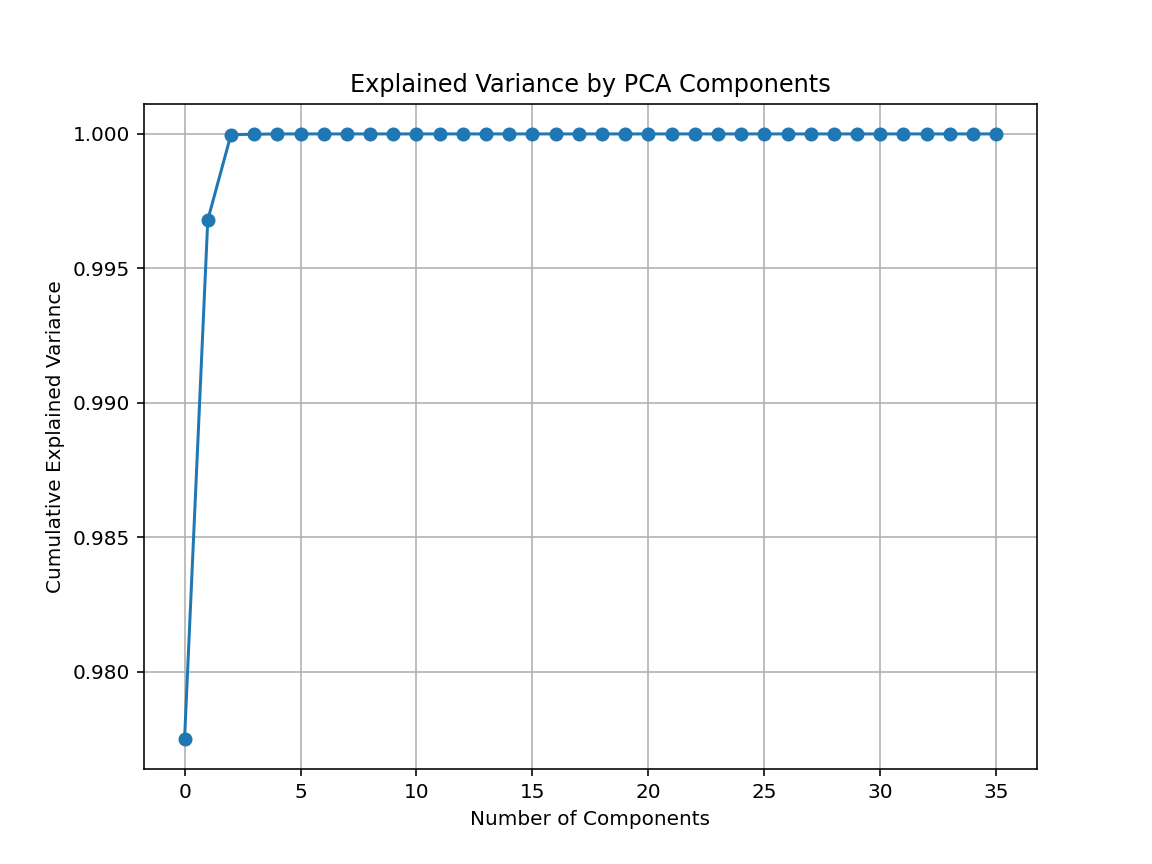 Explained Variance by PCA Components
1.000
0.995
0.990
0.985
0.980
Cumulative Explained Variance
0 5 10 15 20 25 30 35
Number of Components